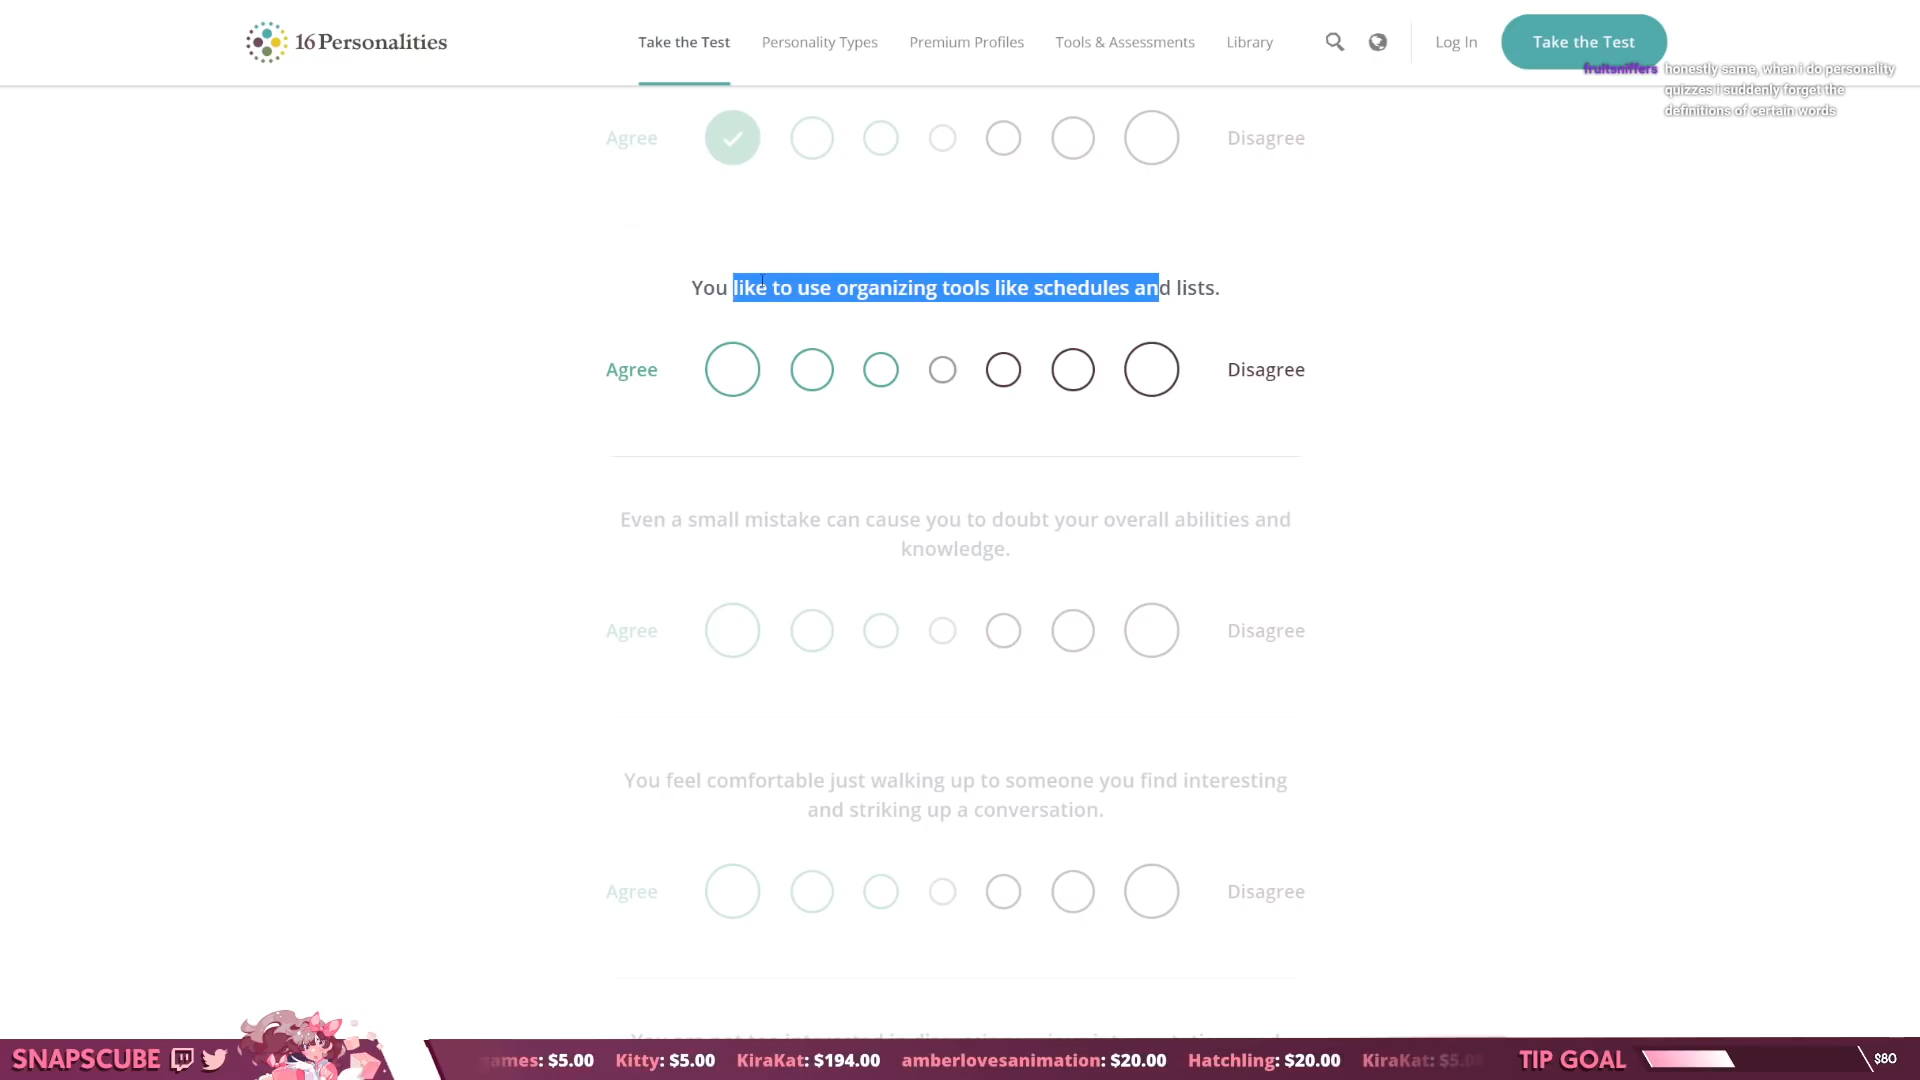 16Personalities
Take the Test
Personality Types
Premium Profiles
Tools & Assessments
Library
Log In
Take the Test
fruitsniffers honestly same, when i do personality
quizzes i suddenly forget the
definitions of certain words
Agree
Disagree
You like to use organizing tools like schedules and lists.
Agree
Disagree
Even a small mistake can cause you to doubt your overall abilities and
knowledge.
Agree
Disagree
You feel comfortable just walking up to someone you find interesting
and striking up a conversation.
Agree
Disagree
SNAPSCUBE
ames: $5.00 Kitty: $5.00 KiraKat: $194.00 amberlovesanimation: $20.00 Hatchling: $20.00 KiraKat: $5.0
TIP GOAL
$80